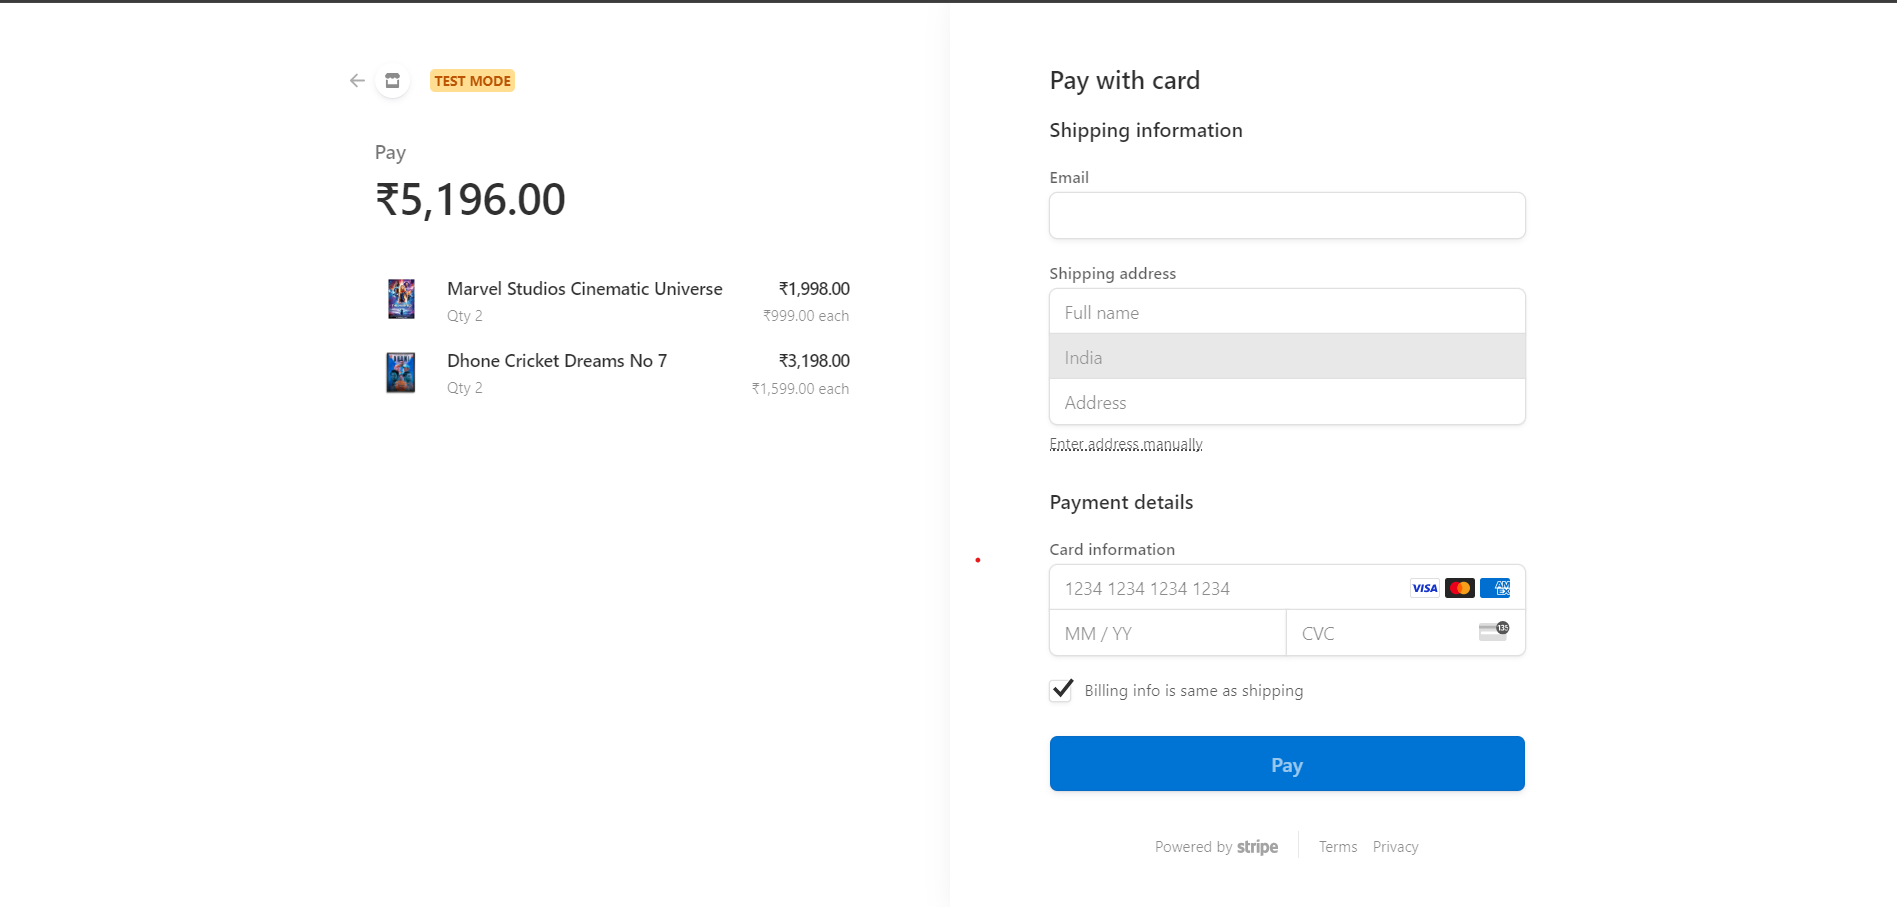 TEST MODE
Pay
₹5,196.00
Marvel Studios Cinematic Universe ₹1,998.00
Qty 2 ₹999.00 each
Dhone Cricket Dreams No 7 ₹3,198.00
Qty 2 ₹1,599.00 each
Pay with card
Shipping information
Email
Shipping address
Full name
India
Address
Enter address manually
Payment details
Card information
1234 1234 1234 1234 VISA AM EX
MM / YY CVC 135
Billing info is same as shipping
Pay
Powered by stripe Terms Privacy